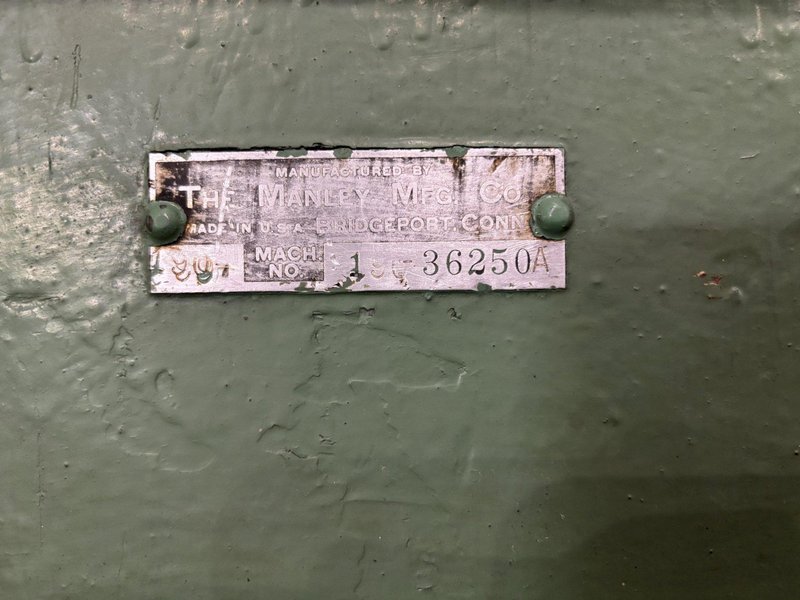 MANUFACTURED BY
THE MANLEY MFG. CO
MADE IN U.S.A. BRIDGEPORT, CONN
MACH. NO. 36250A